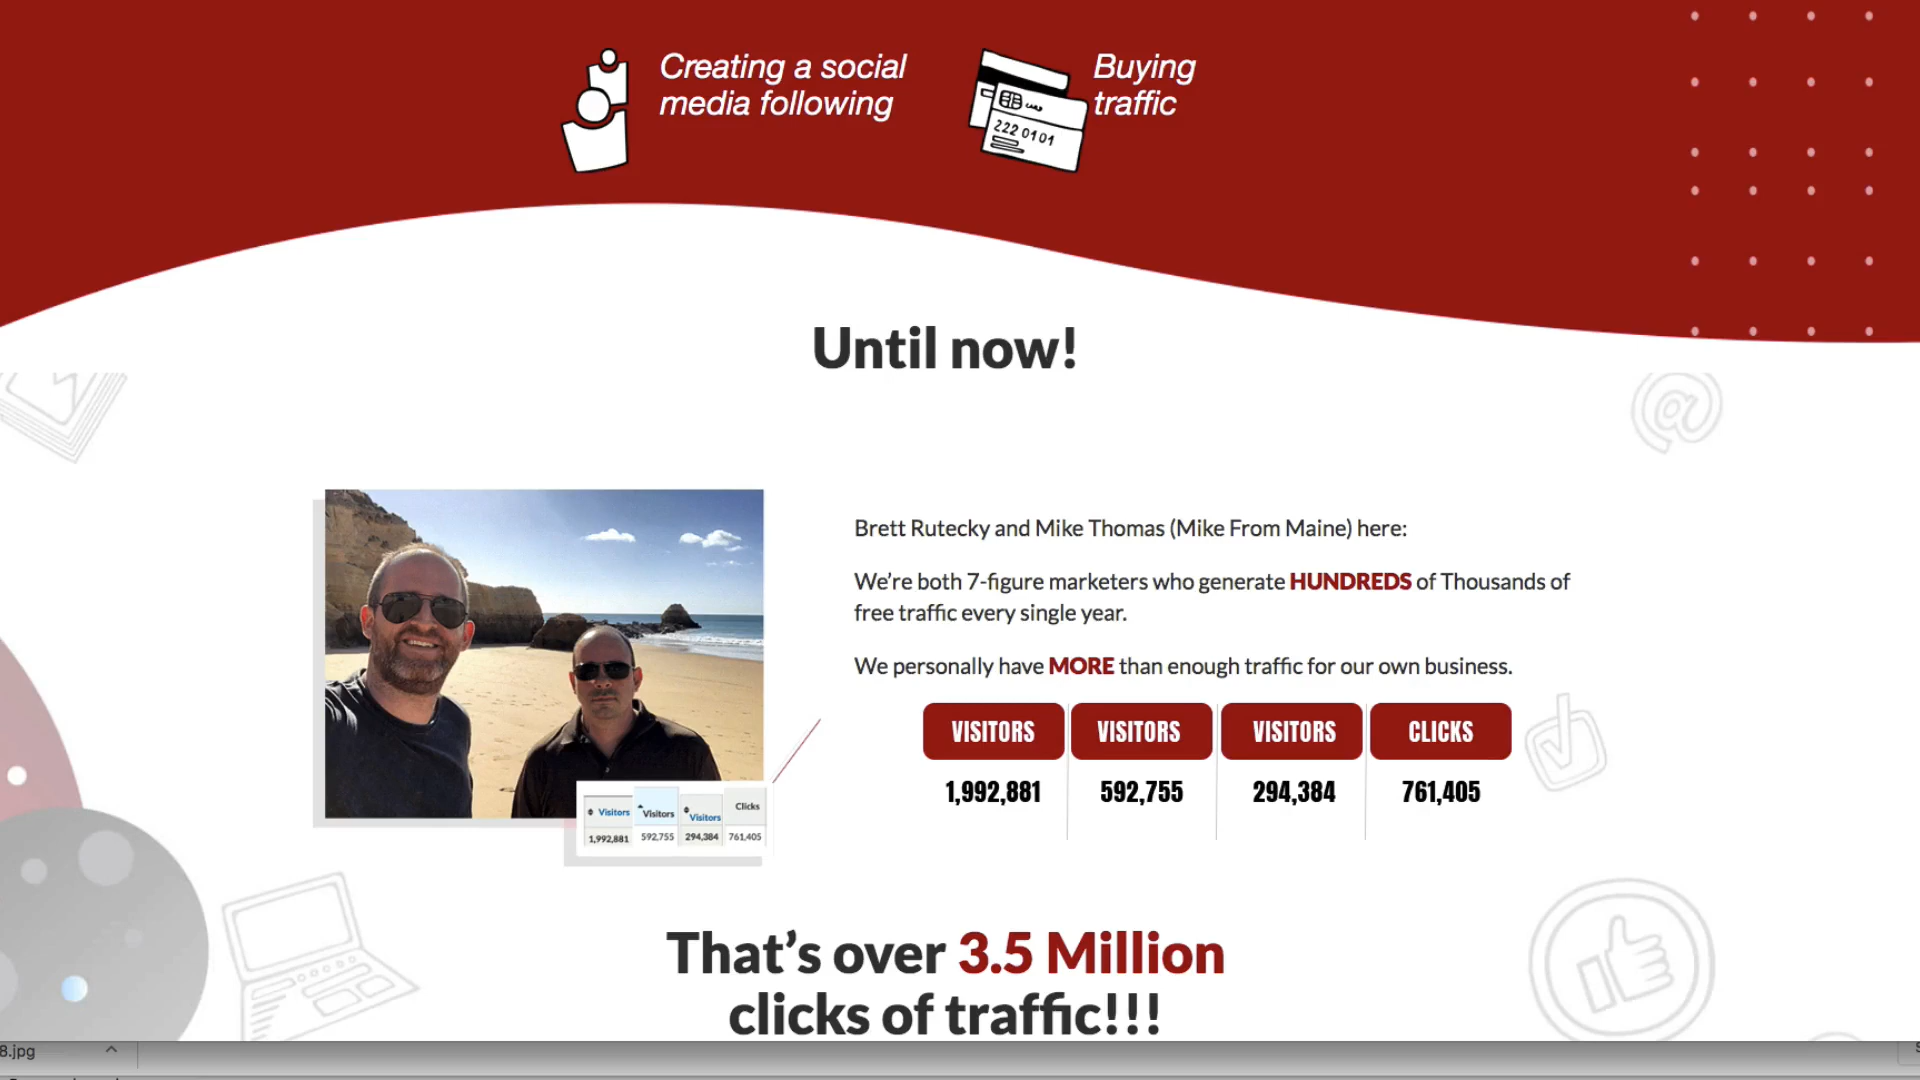 Creating a social
media following
Buying
traffic
222 0101
Until now!
Brett Rutecky and Mike Thomas (Mike From Maine) here:
We’re both 7-figure marketers who generate HUNDREDS of Thousands of
free traffic every single year.
We personally have MORE than enough traffic for our own business.
VISITORS VISITORS VISITORS CLICKS
1,992,881 592,755 294,384 761,405
Visitors Visitors Visitors Clicks
1,992,881 592,755 294,384 761,405
That’s over 3.5 Million
clicks of traffic!!!
8.jpg